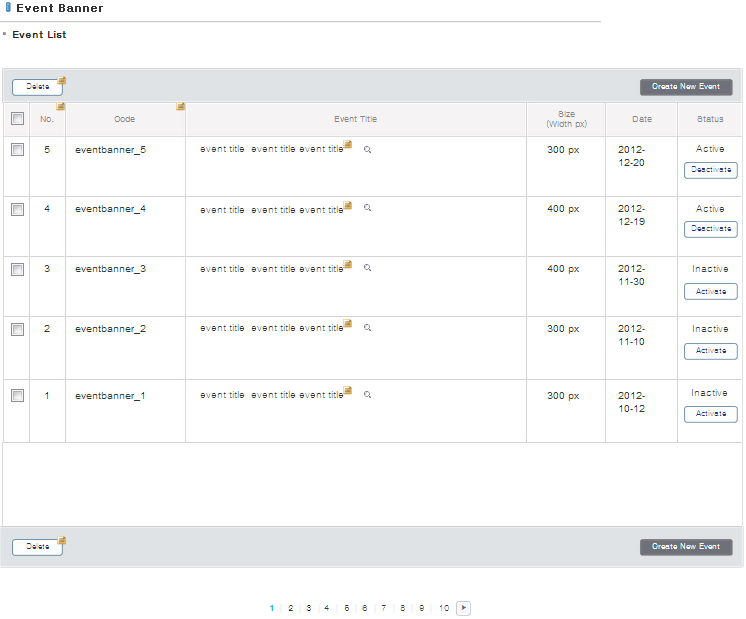 Event Banner
Event List
Delete
Create New Event
No.
Code
Event Title
Size
(Width px)
Date
Status
5
eventbanner_5
event title event title event title
300 px
2012-
12-20
Active
Deactivate
4
eventbanner_4
event title event title event title
400 px
2012-
12-19
Active
Deactivate
3
eventbanner_3
event title event title event title
400 px
2012-
11-30
Inactive
Activate
2
eventbanner_2
event title event title event title
300 px
2012-
11-10
Inactive
Activate
1
eventbanner_1
event title event title event title
300 px
2012-
10-12
Inactive
Activate
Delete
Create New Event
1 2 3 4 5 6 7 8 9 10